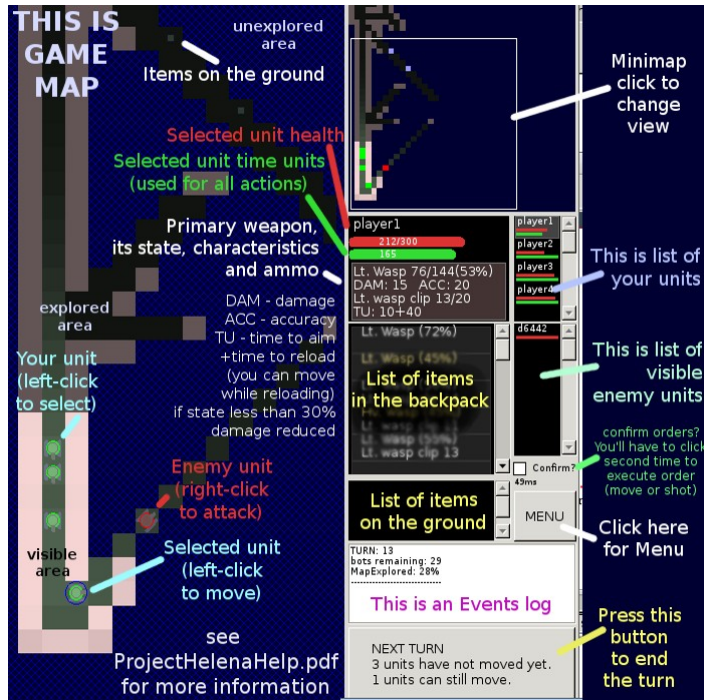 THIS IS
GAME
MAP
unexplored
area
Items on the ground
Selected unit health
Selected unit time units
(used for all actions)
Primary weapon,
its state, characteristics
and ammo
DAM - damage
ACC - accuracy
TU - time to aim
+time to reload
(you can move
while reloading)
if state less than 30%
damage reduced
explored
area
Your unit
(left-click
to select)
Enemy unit
(right-click
to attack)
visible
area
Selected unit
(left-click
to move)
see
ProjectHelenaHelp.pdf
for more information
player1
212/300
165
Lt. Wasp 76/144(53%)
DAM: 15 ACC: 20
Lt. wasp clip 13/20
TU: 10+40
player1
player2
player3
player4
Lt. Wasp (72%)
Lt. Wasp (45%)
List of items
in the backpack
Lt. Wasp (55%)
Lt. wasp clip 13
d6442
Confirm?
49ms
List of items
on the ground
MENU
TURN: 13
bots remaining: 29
MapExplored: 28%
------------------------------
This is an Events log
NEXT TURN
3 units have not moved yet.
1 units can still move.
Minimap
click to
change
view
This is list of
your units
This is list of
visible
enemy units
confirm orders?
You'll have to click
second time to
execute order
(move or shot)
Click here
for Menu
Press this
button
to end
the turn